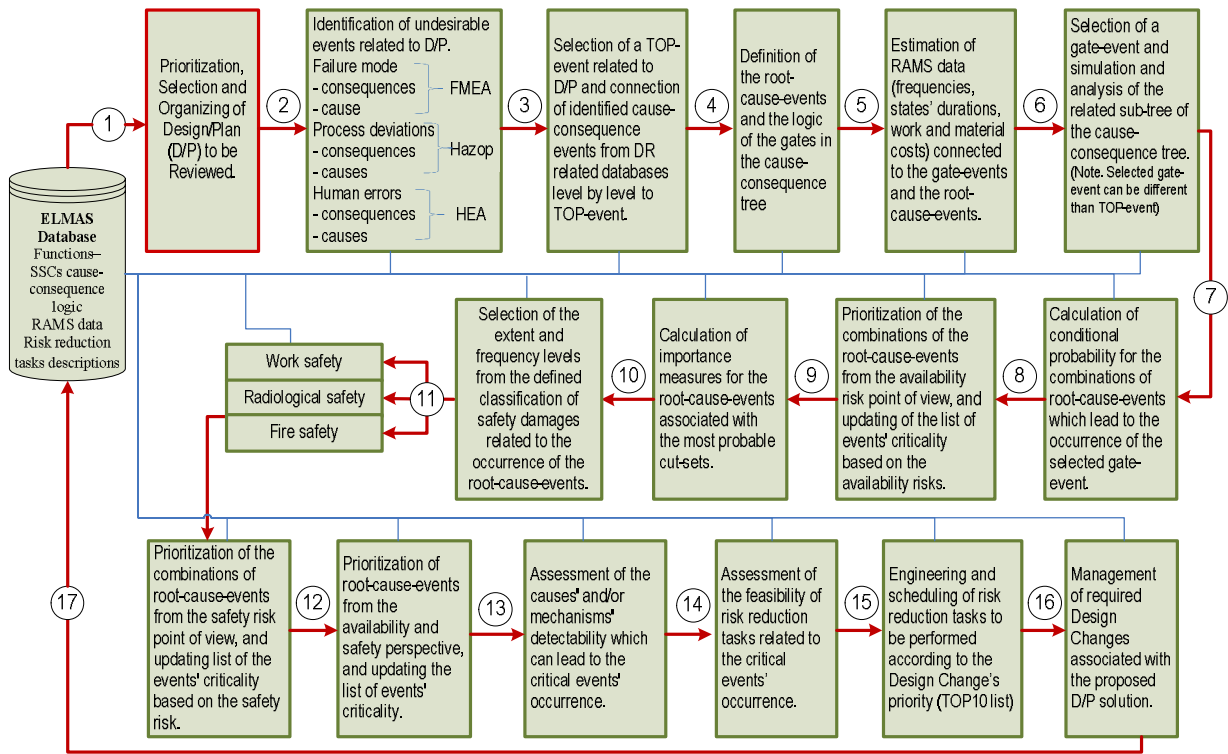 1
ELMAS
Database
Functions–
SSCs cause-
consequence
logic
RAMS data
Risk reduction
tasks descriptions
Prioritization,
Selection and
Organizing of
Design/Plan
(D/P) to be
Reviewed.
2
Identification of undesirable
events related to D/P.
Failure mode
- consequences
- cause
FMEA
Process deviations
- consequences
- causes
Hazop
Human errors
- consequences
- causes
HEA
3
Selection of a TOP-
event related to
D/P and connection
of identified cause-
consequence
events from DR
related databases
level by level to
TOP-event.
4
Definition of
the root-
cause-events
and the logic
of the gates in
the cause-
consequence
tree
5
Estimation of
RAMS data
(frequencies,
states' durations,
work and material
costs) connected
to the gate-events
and the root-
cause-events.
6
Selection of a
gate-event and
simulation and
analysis of the
related sub-tree of
the cause-
consequence tree.
(Note. Selected gate-
event can be different
than TOP-event)
7
Calculation of
conditional
probability for the
combinations of
root-cause-events
which lead to the
occurrence of the
selected gate-
event.
8
Prioritization of the
combinations of the
root-cause-events
from the availability
risk point of view, and
updating of the list of
events' criticality
based on the
availability risks.
9
Calculation of
importance
measures for the
root-cause-events
associated with
the most probable
cut-sets.
10
Selection of the
extent and
frequency levels
from the defined
classification of
safety damages
related to the
occurrence of the
root-cause-events.
11
Work safety
Radiological safety
Fire safety
Prioritization of the
combinations of
root-cause-events
from the safety risk
point of view, and
updating list of the
events' criticality
based on the safety
risk.
12
Prioritization of
root-cause-events
from the
availability and
safety perspective,
and updating the
list of events'
criticality.
13
Assessment of the
causes' and/or
mechanisms'
detectability which
can lead to the
critical events'
occurrence.
14
Assessment of
the feasibility of
risk reduction
tasks related to
the critical
events'
occurrence.
15
Engineering and
scheduling of risk
reduction tasks to
be performed
according to the
Design Change's
priority (TOP10 list)
16
Management
of required
Design
Changes
associated with
the proposed
D/P solution.
17